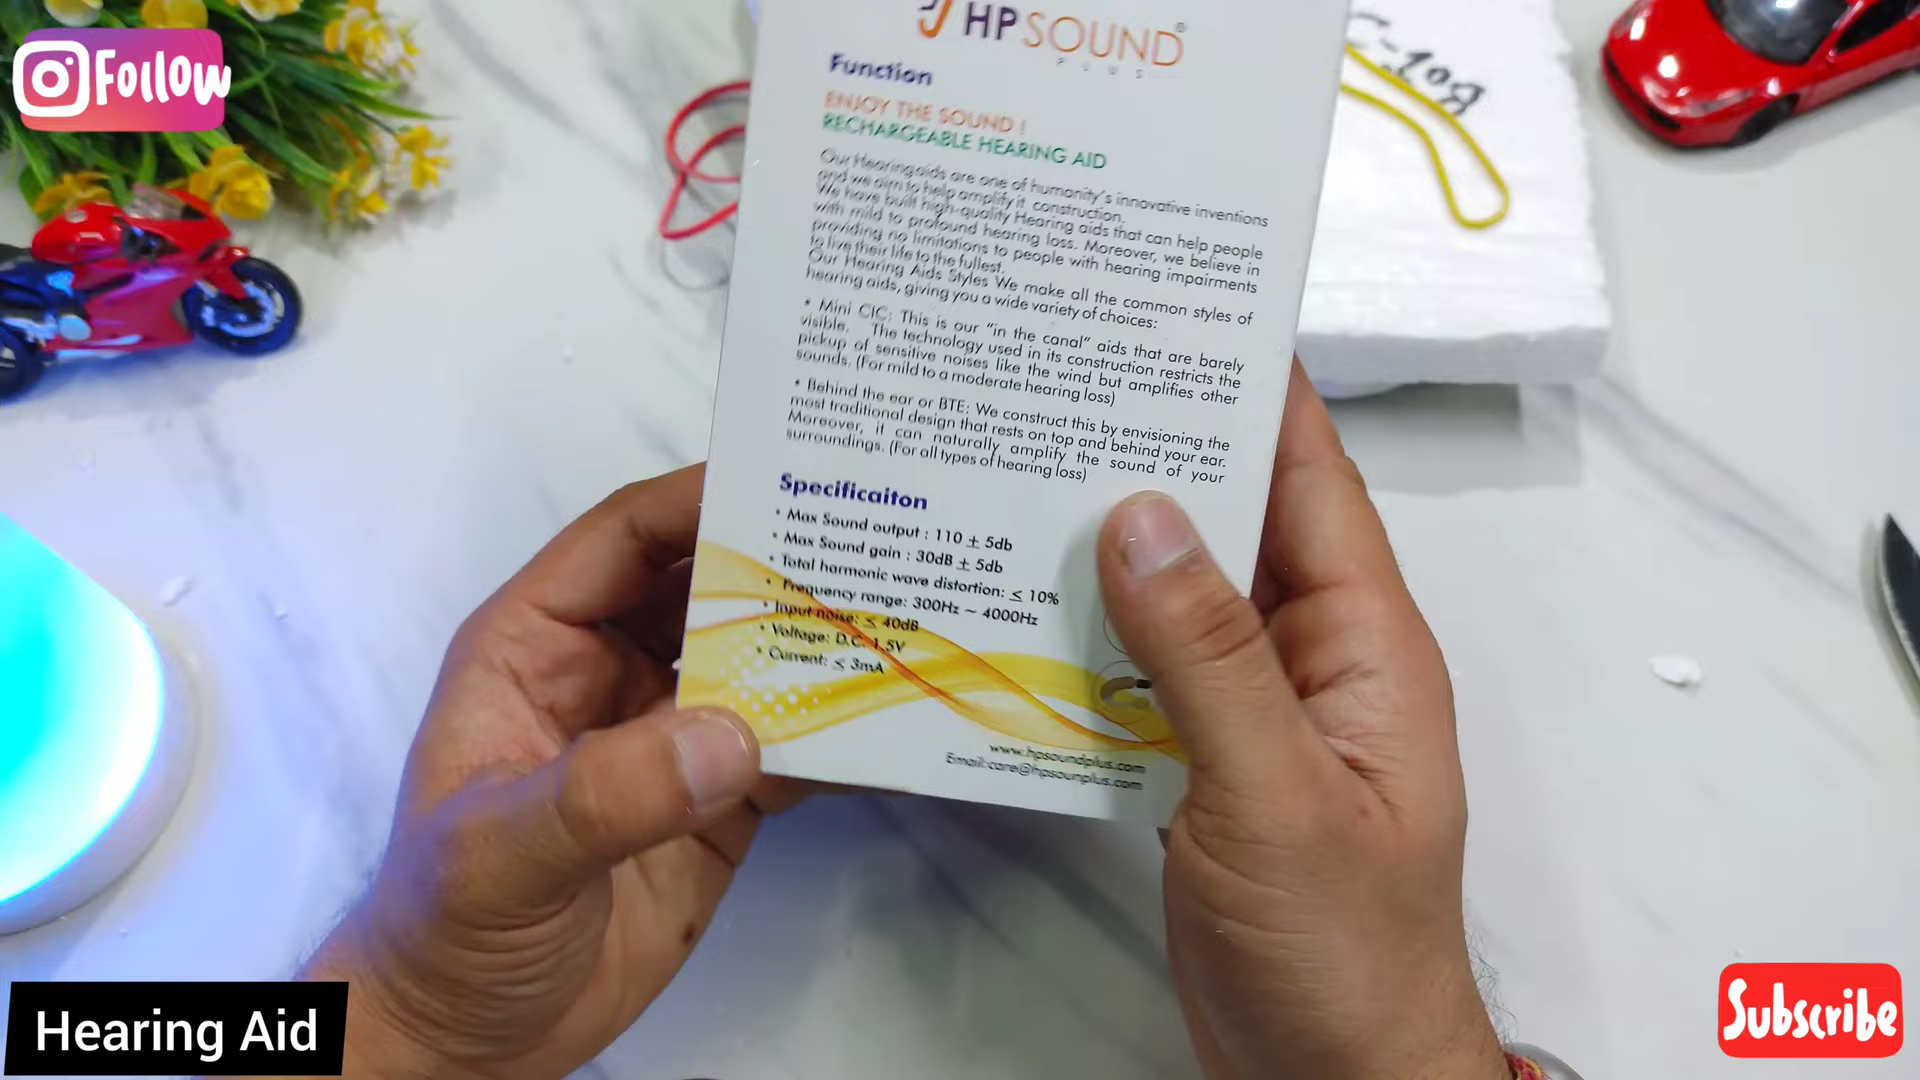 Follow
HP SOUND®
PLUS
C-108
Function
ENJOY THE SOUND !
RECHARGEABLE HEARING AID
Our Hearing aids are one of humanity's innovative inventions
and we aim to help amplify it construction.
We have built high-quality Hearing aids that can help people
with mild to profound hearing loss. Moreover, we believe in
providing no limitations to people with hearing impairments
to live their life to the fullest.
Our Hearing Aids Styles We make all the common styles of
hearing aids, giving you a wide variety of choices:
• Mini CIC: This is our "in the canal" aids that are barely
visible. The technology used in its construction restricts the
pickup of sensitive noises like the wind but amplifies other
sounds. (For mild to a moderate hearing loss)
• Behind the ear or BTE: We construct this by envisioning the
most traditional design that rests on top and behind your ear.
Moreover, it can naturally amplify the sound of your
surroundings. (For all types of hearing loss)
Specificaiton
• Max Sound output : 110 ± 5db
• Max Sound gain : 30dB ± 5db
• Total harmonic wave distortion: ≤ 10%
• Frequency range: 300Hz ~ 4000Hz
• Input noise: ≤ 40dB
• Voltage: D.C. 1.5V
• Current: ≤ 3mA
www.hpsoundplus.com
Email:care@hpsounplus.com
Hearing Aid
Subscribe